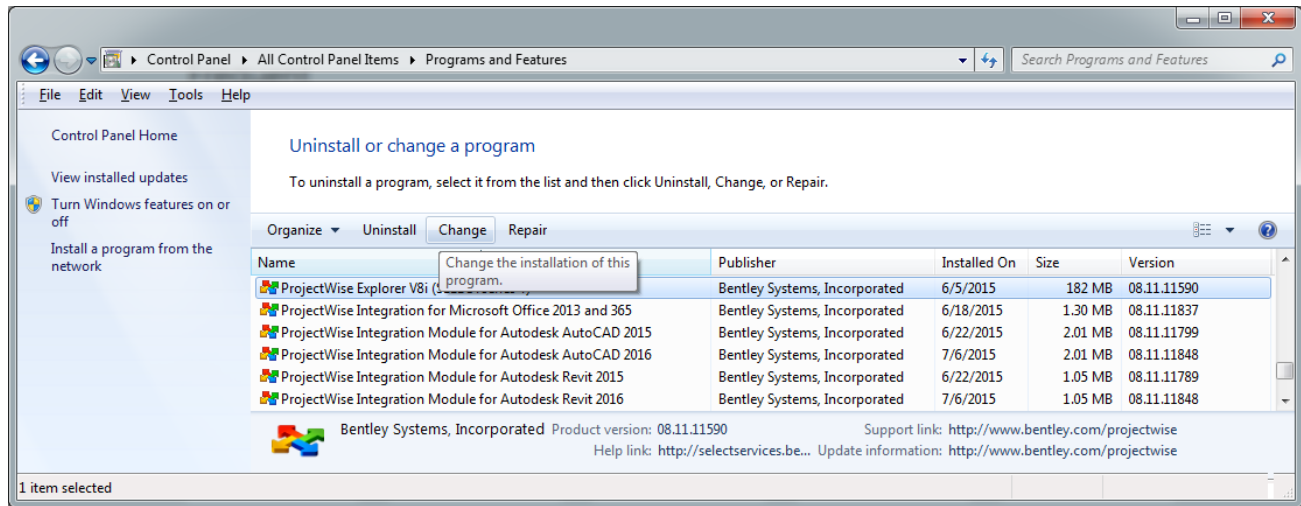 Control Panel ▸ All Control Panel Items ▸ Programs and Features
Search Programs and Features
File Edit View Tools Help
Control Panel Home
View installed updates
Turn Windows features on or
off
Install a program from the
network
Uninstall or change a program
To uninstall a program, select it from the list and then click Uninstall, Change, or Repair.
Organize Uninstall Change Repair
Name Publisher Installed On Size Version
Change the installation of this
program.
ProjectWise Explorer V8i Bentley Systems, Incorporated 6/5/2015 182 MB 08.11.11590
ProjectWise Integration for Microsoft Office 2013 and 365 Bentley Systems, Incorporated 6/18/2015 1.30 MB 08.11.11837
ProjectWise Integration Module for Autodesk AutoCAD 2015 Bentley Systems, Incorporated 6/22/2015 2.01 MB 08.11.11799
ProjectWise Integration Module for Autodesk AutoCAD 2016 Bentley Systems, Incorporated 7/6/2015 2.01 MB 08.11.11848
ProjectWise Integration Module for Autodesk Revit 2015 Bentley Systems, Incorporated 6/22/2015 1.05 MB 08.11.11789
ProjectWise Integration Module for Autodesk Revit 2016 Bentley Systems, Incorporated 7/6/2015 1.05 MB 08.11.11848
Bentley Systems, Incorporated Product version: 08.11.11590 Support link: http://www.bentley.com/projectwise
Help link: http://selectservices.be... Update information: http://www.bentley.com/projectwise
1 item selected